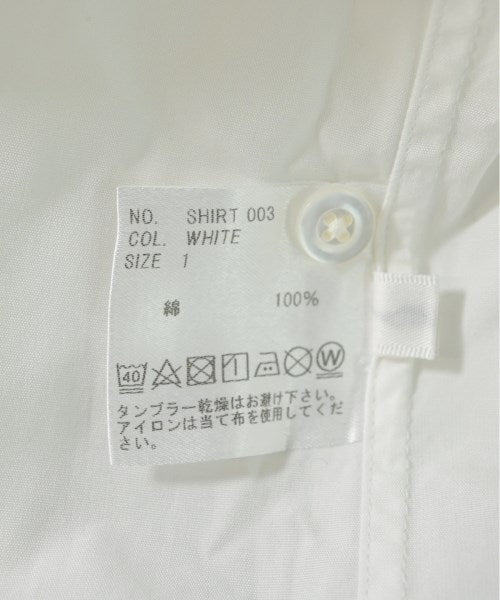 NO. SHIRT 003
COL. WHITE
SIZE 1
綿 100%
40 W
タンブラー乾燥はお避け下さい。
アイロンは当て布を使用してくだ
さい。